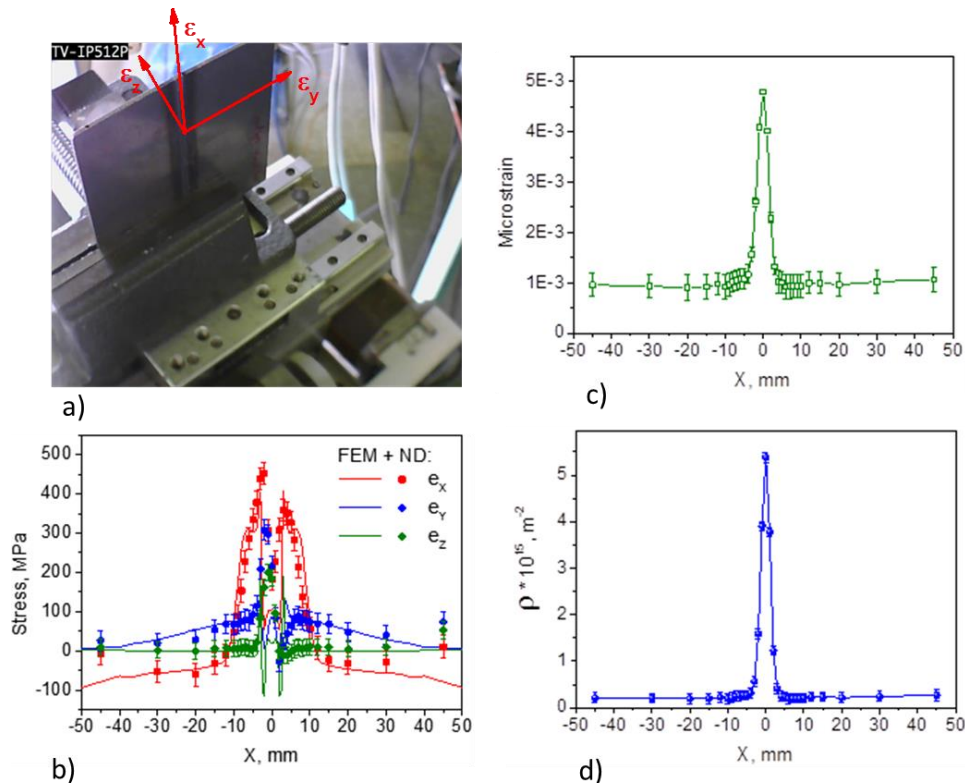 TV-IP512P
εx
εz
εy
a)
5E-3
4E-3
3E-3
2E-3
1E-3
0
Microstrain
-50 -40 -30 -20 -10 0 10 20 30 40 50
X, mm
c)
500
400
300
200
100
0
-100
Stress, MPa
FEM + ND:
eX
eY
eZ
-50 -40 -30 -20 -10 0 10 20 30 40 50
X, mm
b)
5
4
3
2
1
0
ρ * 10¹⁵, m⁻²
-50 -40 -30 -20 -10 0 10 20 30 40 50
X, mm
d)